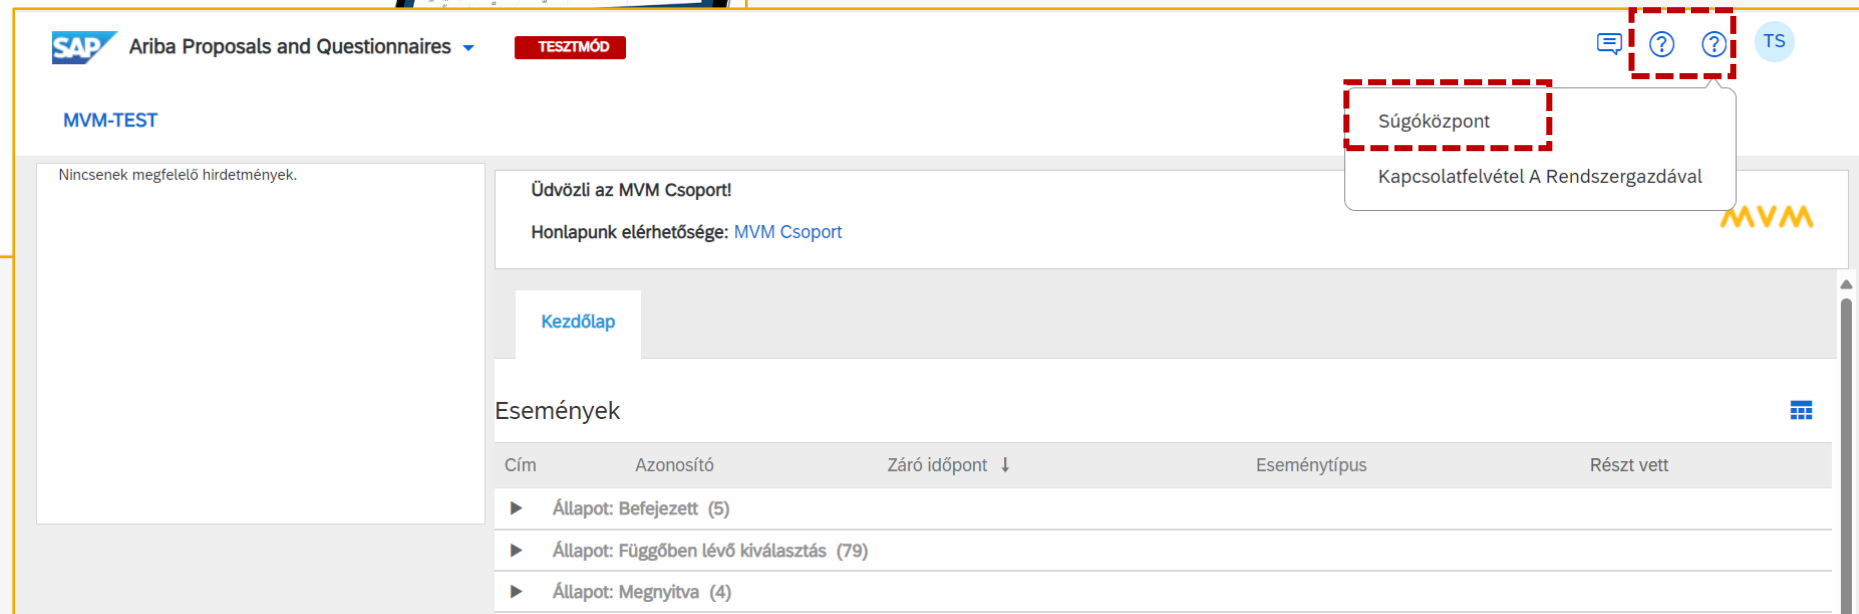 SAP Ariba Proposals and Questionnaires TESZTMÓD TS
MVM-TEST
Súgóközpont
Kapcsolatfelvétel A Rendszergazdával
Nincsenek megfelelő hirdetmények.
Üdvözli az MVM Csoport!
Honlapunk elérhetősége: MVM Csoport
MVM
Kezdőlap
Események
Cím Azonosító Záró időpont ↓ Eseménytípus Részt vett
Állapot: Befejezett (5)
Állapot: Függőben lévő kiválasztás (79)
Állapot: Megnyitva (4)